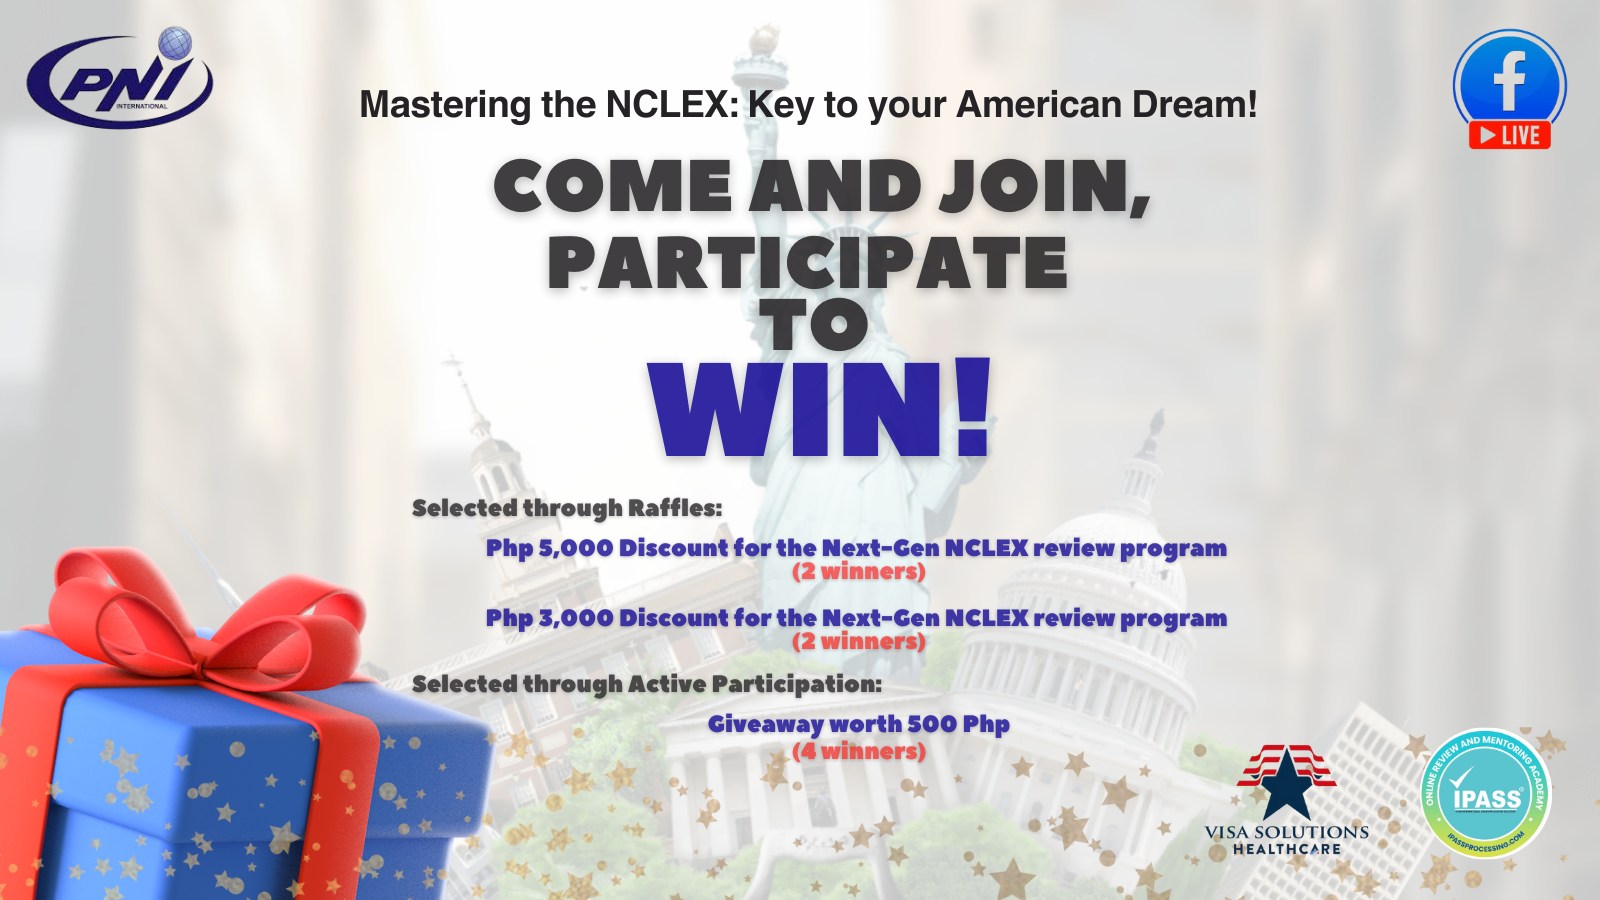 PNI
INTERNATIONAL
f
LIVE
Mastering the NCLEX: Key to your American Dream!
COME AND JOIN,
PARTICIPATE
TO
WIN!
Selected through Raffles:
Php 5,000 Discount for the Next-Gen NCLEX review program
(2 winners)
Php 3,000 Discount for the Next-Gen NCLEX review program
(2 winners)
Selected through Active Participation:
Giveaway worth 500 Php
(4 winners)
VISA SOLUTIONS
HEALTHCARE
ONLINE REVIEW AND MENTORING ACADEMY
IPASS
IPASSPROCESSING.COM